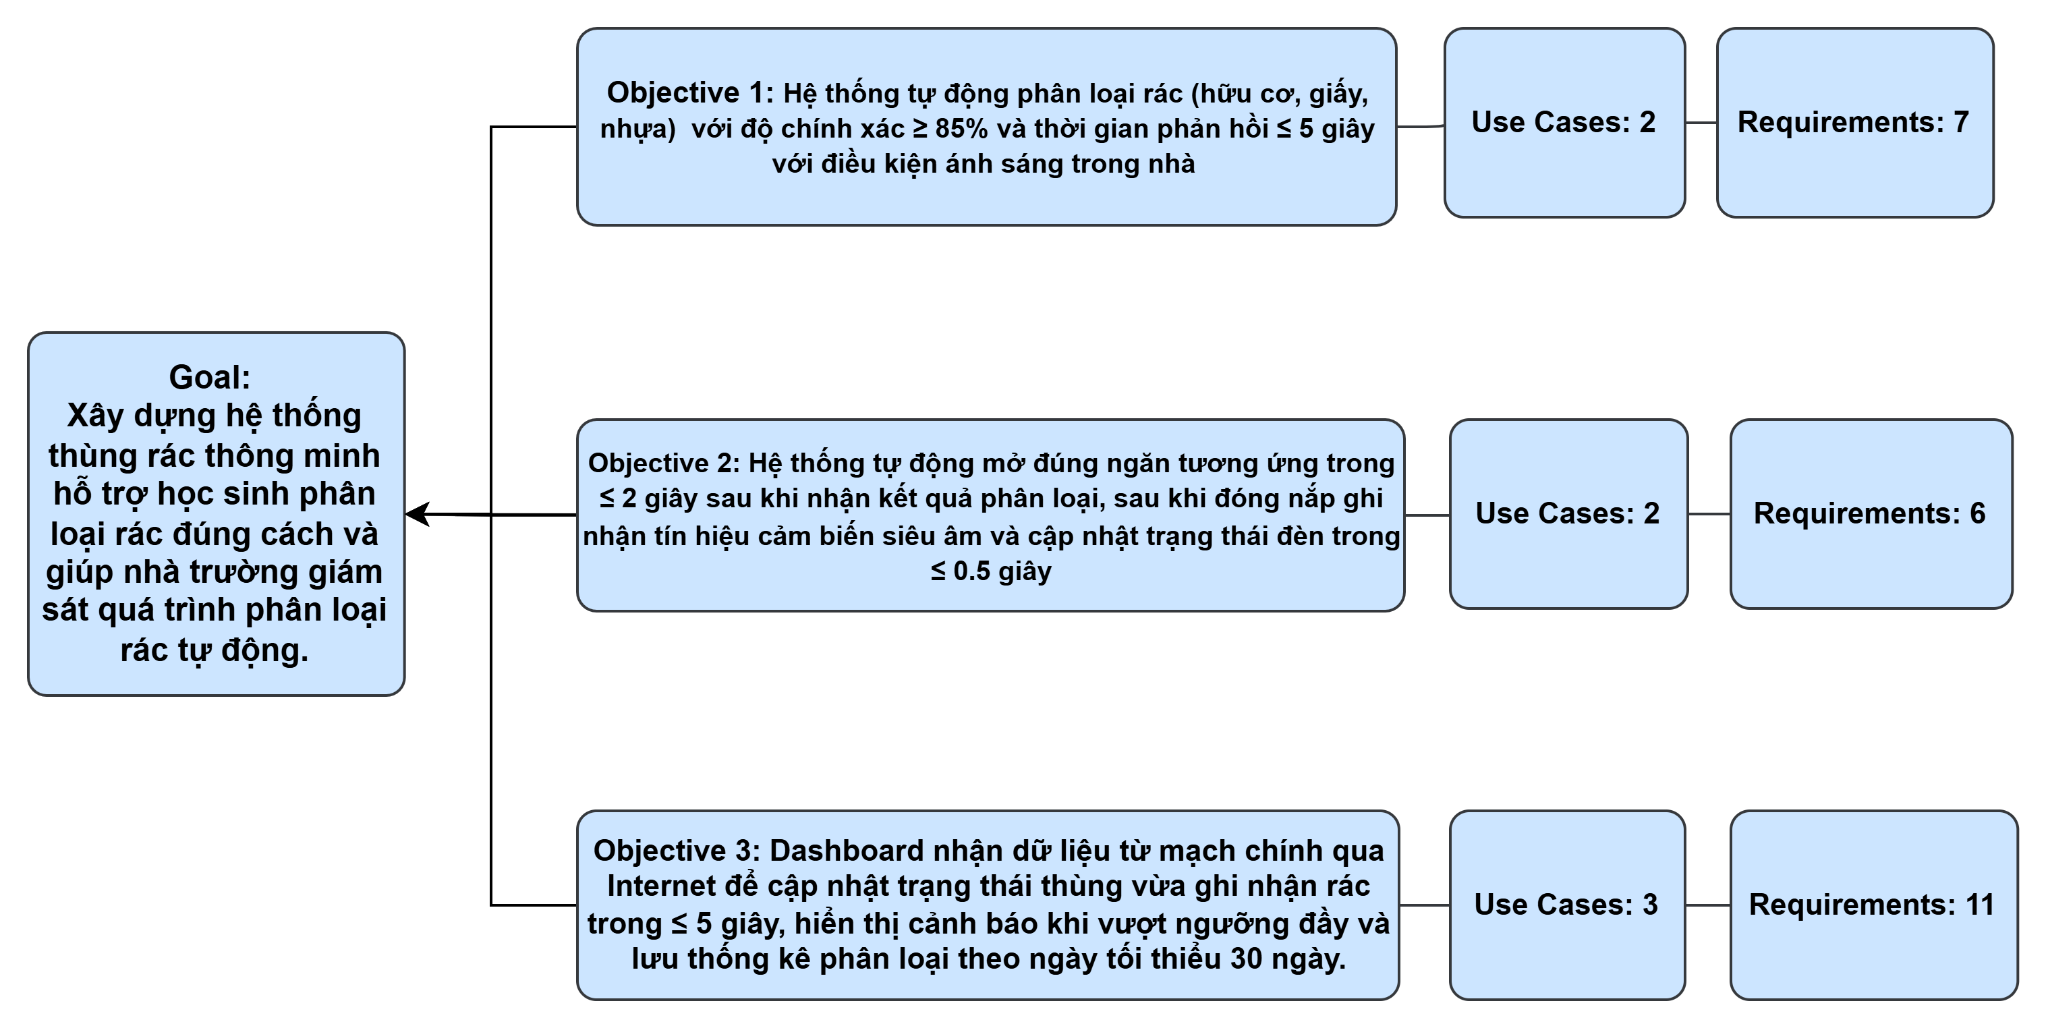 Goal:
Xây dựng hệ thống
thùng rác thông minh
hỗ trợ học sinh phân
loại rác đúng cách và
giúp nhà trường giám
sát quá trình phân loại
rác tự động.
Objective 1: Hệ thống tự động phân loại rác (hữu cơ, giấy,
nhựa)  với độ chính xác ≥ 85% và thời gian phản hồi ≤ 5 giây
với điều kiện ánh sáng trong nhà
Use Cases: 2
Requirements: 7
Objective 2: Hệ thống tự động mở đúng ngăn tương ứng trong
≤ 2 giây sau khi nhận kết quả phân loại, sau khi đóng nắp ghi
nhận tín hiệu cảm biến siêu âm và cập nhật trạng thái đèn trong
≤ 0.5 giây
Use Cases: 2
Requirements: 6
Objective 3: Dashboard nhận dữ liệu từ mạch chính qua
Internet để cập nhật trạng thái thùng vừa ghi nhận rác
trong ≤ 5 giây, hiển thị cảnh báo khi vượt ngưỡng đầy và
lưu thống kê phân loại theo ngày tối thiểu 30 ngày.
Use Cases: 3
Requirements: 11